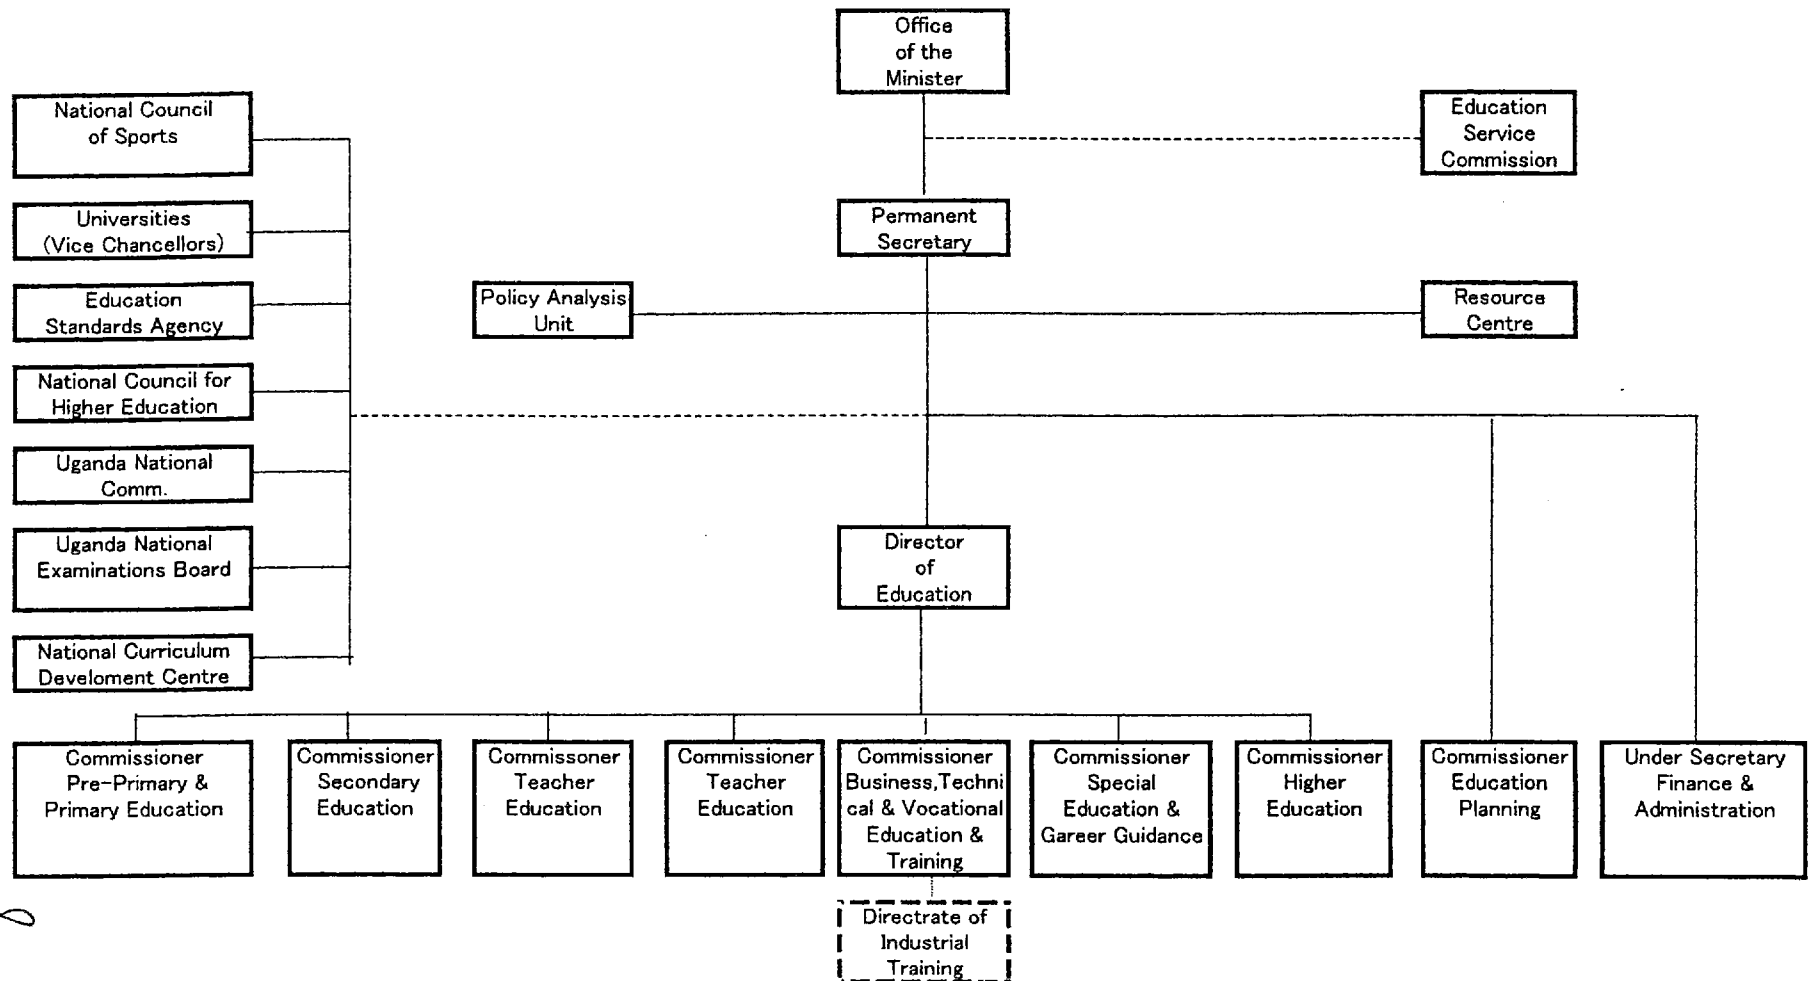 Office
of the
Minister
National Council
of Sports
Education
Service
Commission
Universities
(Vice Chancellors)
Permanent
Secretary
Education
Standards Agency
Policy Analysis
Unit
Resource
Centre
National Council for
Higher Education
Uganda National
Comm.
Uganda National
Examinations Board
Director
of
Education
National Curriculum
Develoment Centre
Commissioner
Pre-Primary &
Primary Education
Commissioner
Secondary
Education
Commissoner
Teacher
Education
Commissioner
Teacher
Education
Commissioner
Business,Techni
cal & Vocational
Education &
Training
Commissioner
Special
Education &
Gareer Guidance
Commissioner
Higher
Education
Commissioner
Education
Planning
Under Secretary
Finance &
Administration
Directrate of
Industrial
Training